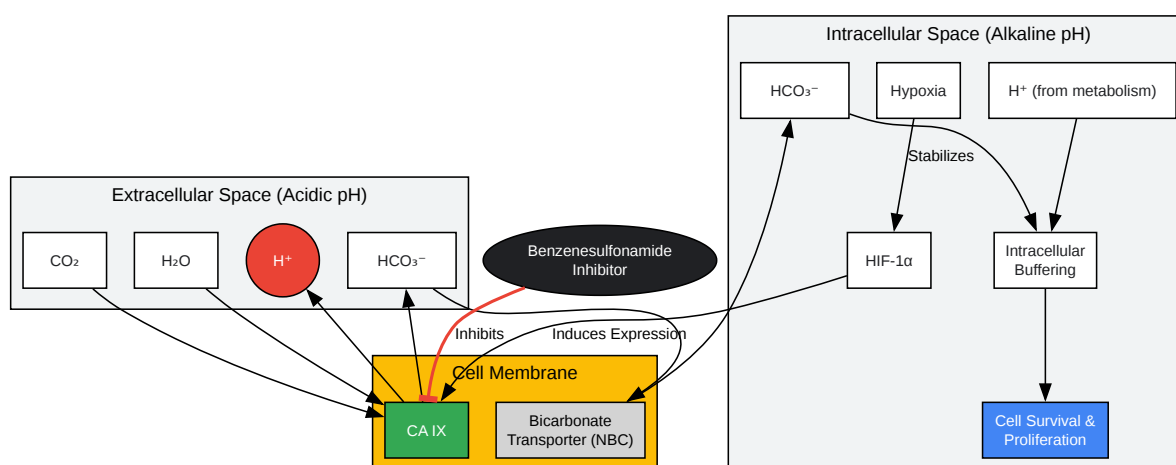 Intracellular Space (Alkaline pH)
HCO₃⁻
Hypoxia
H⁺ (from metabolism)
Stabilizes
Extracellular Space (Acidic pH)
CO₂
H₂O
H⁺
HCO₃⁻
Benzenesulfonamide
Inhibitor
HIF-1α
Intracellular
Buffering
Inhibits
Induces Expression
Cell Membrane
CA IX
Bicarbonate
Transporter (NBC)
Cell Survival &
Proliferation